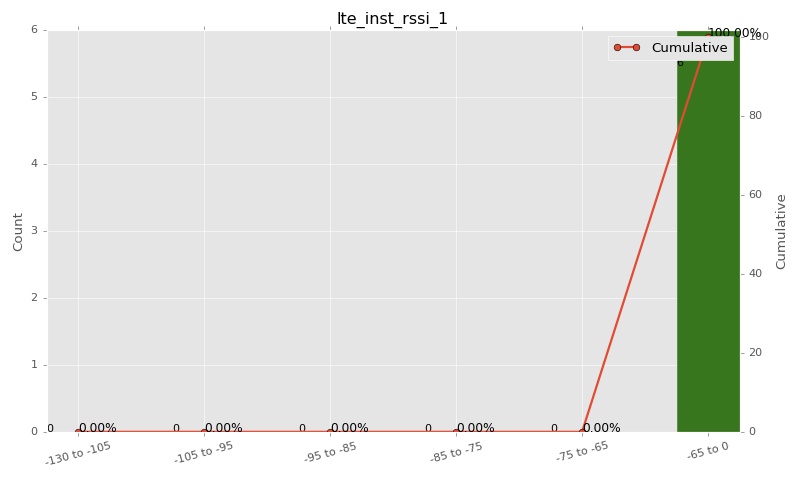 lte_inst_rssi_1
6
5
4
3
2
1
0
Count
100
80
60
40
20
0
Cumulative
Cumulative
100.00%
6
0 0.00% 0 0.00% 0 0.00% 0 0.00% 0 0.00%
-130 to -105 -105 to -95 -95 to -85 -85 to -75 -75 to -65 -65 to 0